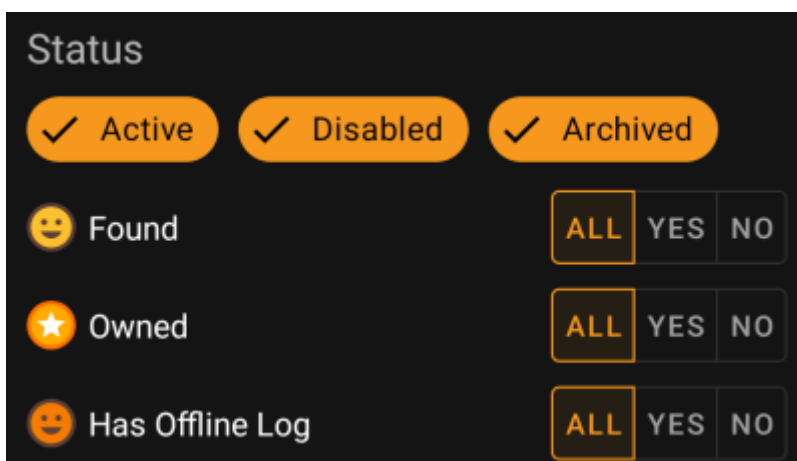 Status
Active Disabled Archived
Found ALL YES NO
Owned ALL YES NO
Has Offline Log ALL YES NO